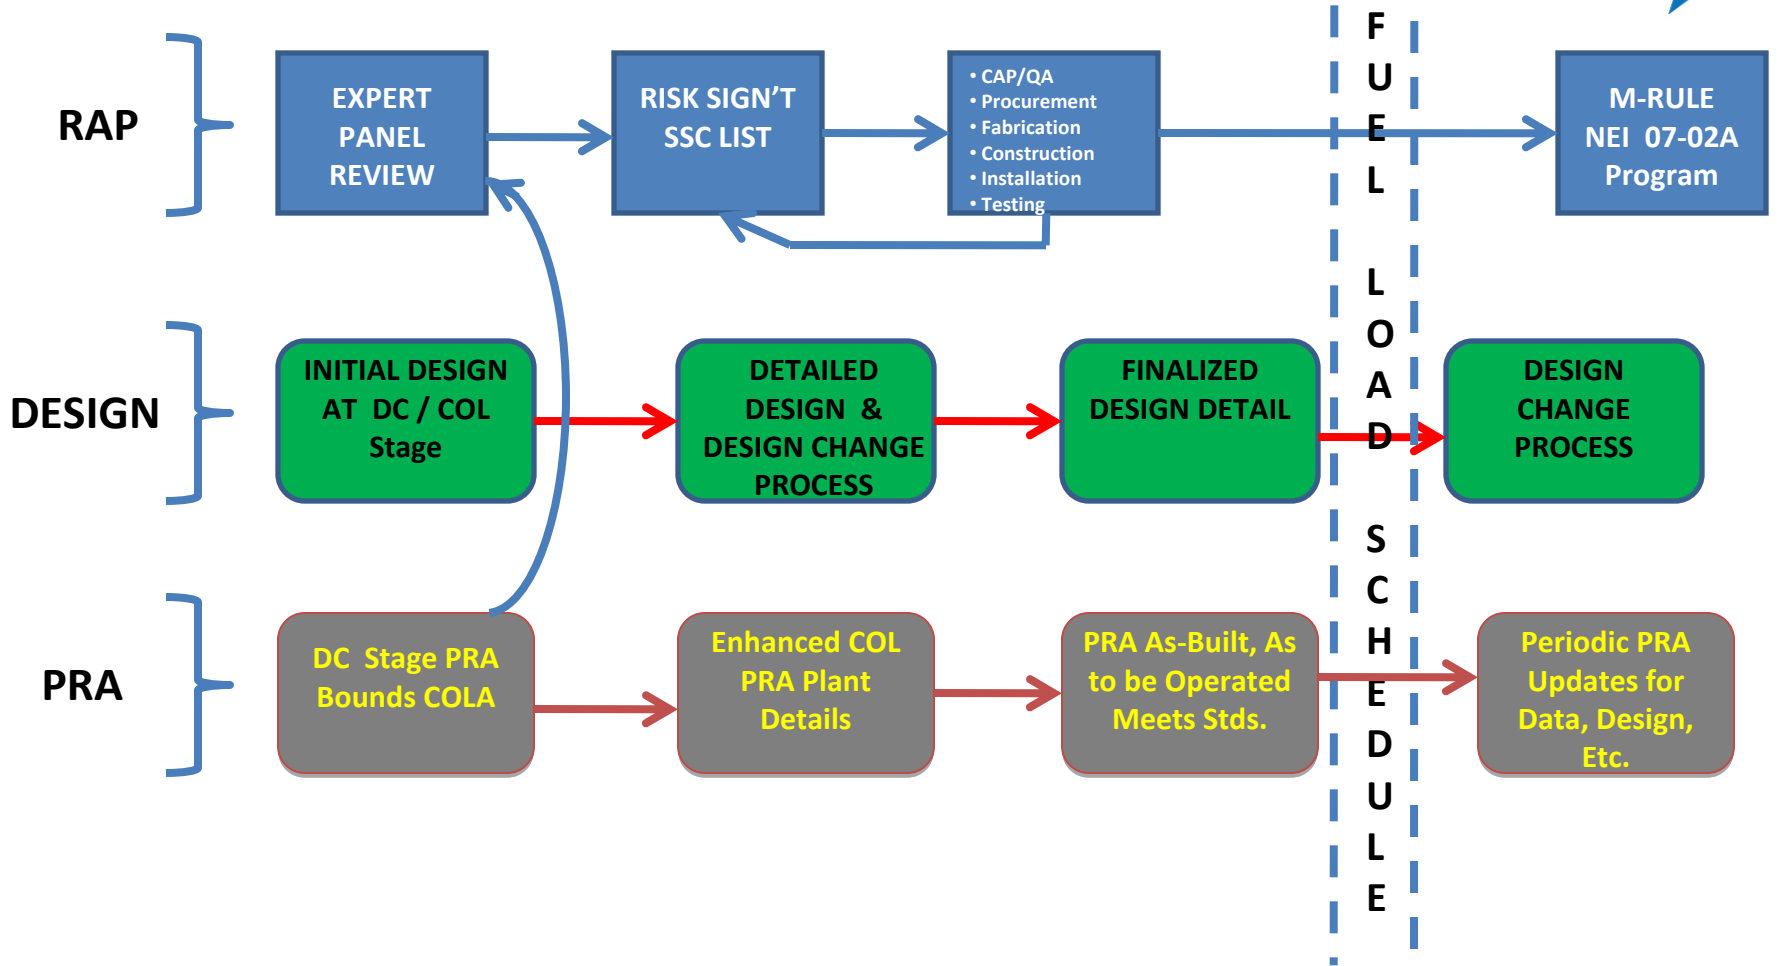 RAP
EXPERT
PANEL
REVIEW
RISK SIGN’T
SSC LIST
• CAP/QA
• Procurement
• Fabrication
• Construction
• Installation
• Testing
M-RULE
NEI 07-02A
Program
DESIGN
INITIAL DESIGN
AT DC / COL
Stage
DETAILED
DESIGN &
DESIGN CHANGE
PROCESS
FINALIZED
DESIGN DETAIL
DESIGN
CHANGE
PROCESS
PRA
DC Stage PRA
Bounds COLA
Enhanced COL
PRA Plant
Details
PRA As-Built, As
to be Operated
Meets Stds.
Periodic PRA
Updates for
Data, Design,
Etc.
F
U
E
L
L
O
A
D
S
C
H
E
D
U
L
E